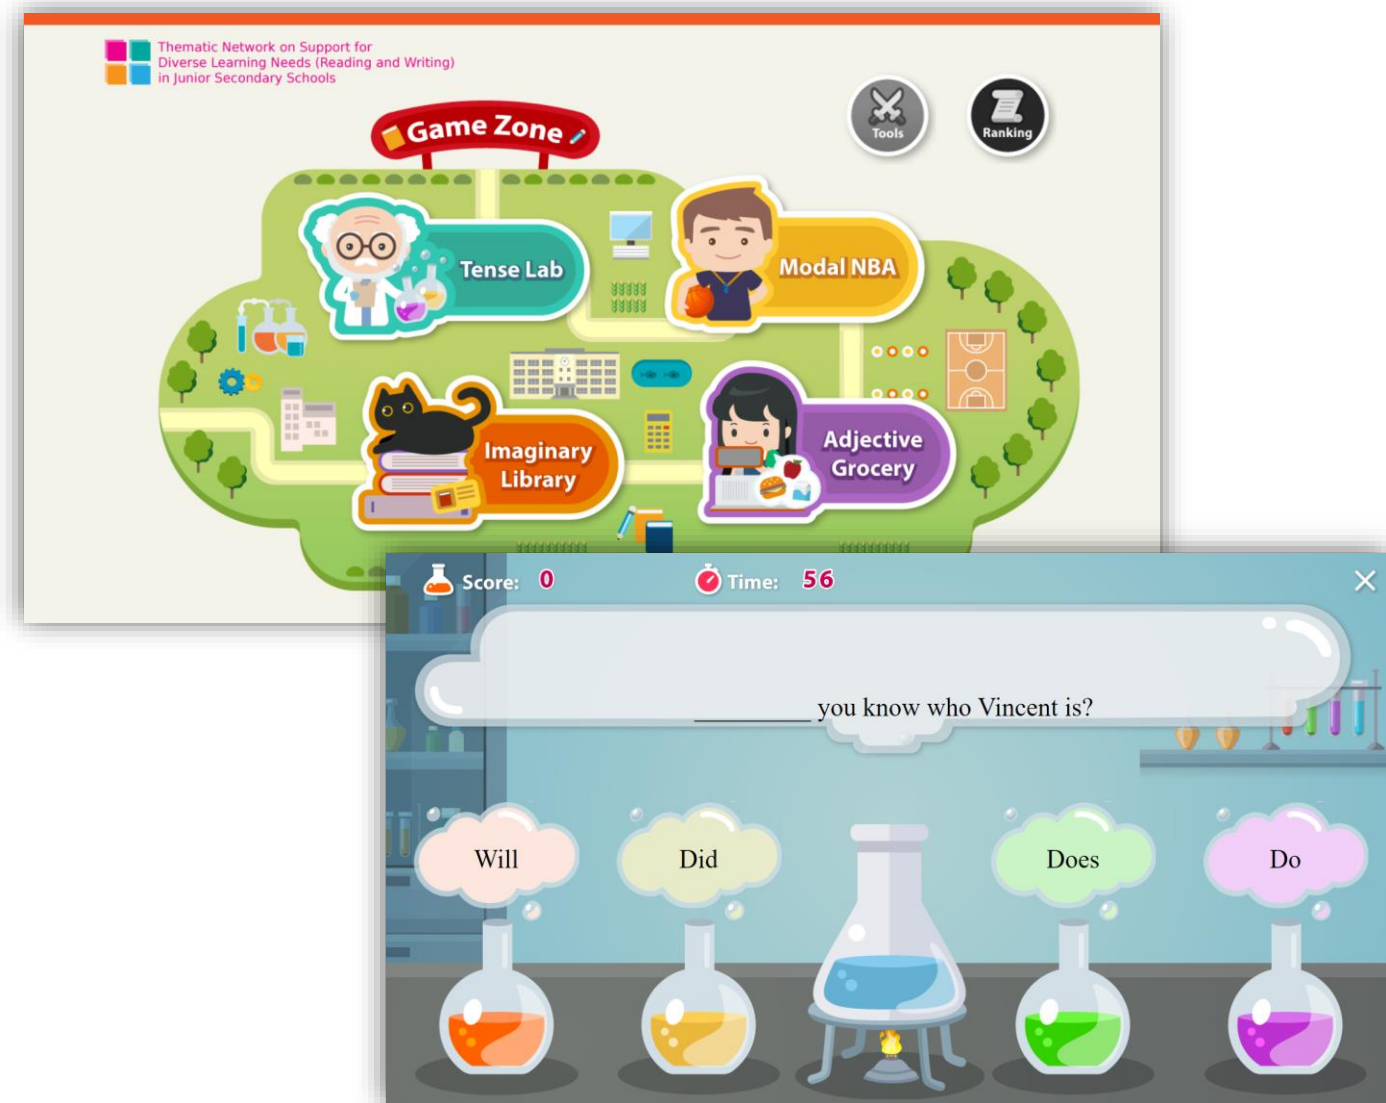 Thematic Network on Support for
Diverse Learning Needs (Reading and Writing)
in Junior Secondary Schools
Game Zone
Tools
Ranking
Tense Lab
Modal NBA
Imaginary
Library
Adjective
Grocery
Score: 0
Time: 56
_________ you know who Vincent is?
Will
Did
Does
Do